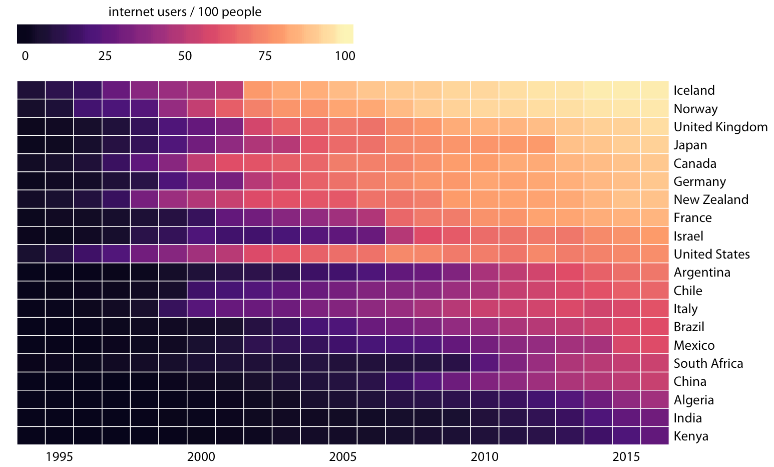 internet users / 100 people
0 25 50 75 100
Iceland
Norway
United Kingdom
Japan
Canada
Germany
New Zealand
France
Israel
United States
Argentina
Chile
Italy
Brazil
Mexico
South Africa
China
Algeria
India
Kenya
1995 2000 2005 2010 2015